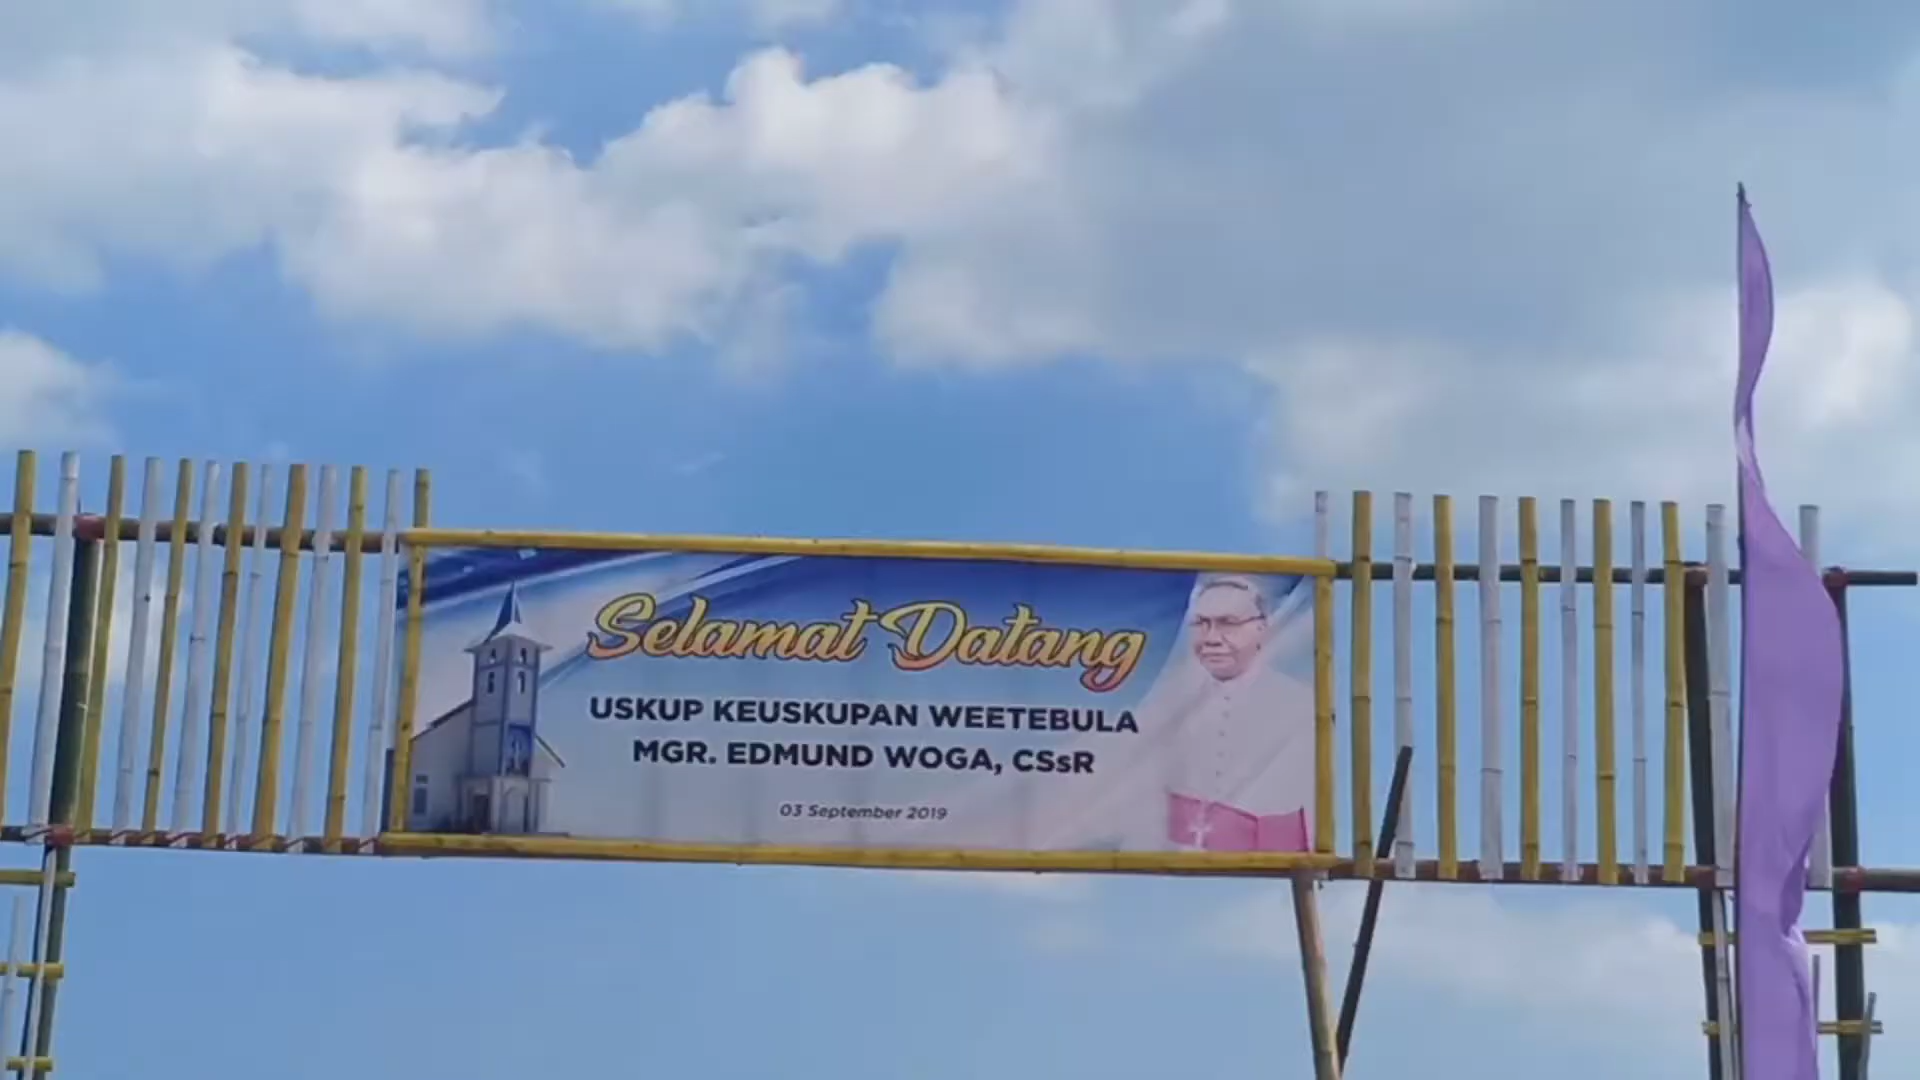 Selamat Datang
USKUP KEUSKUPAN WEETEBULA
MGR. EDMUND WOGA, CSsR
03 September 2019